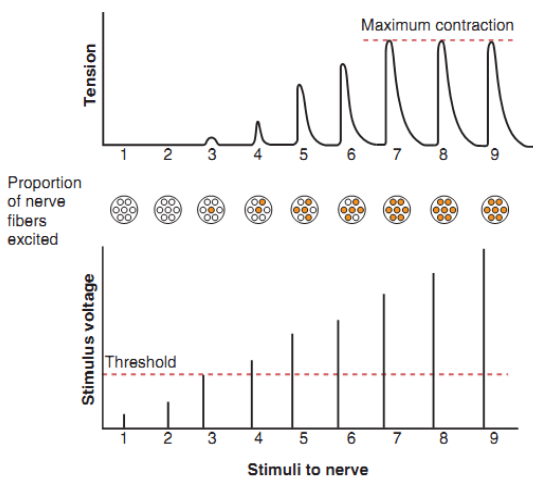 Maximum contraction
Tension
1 2 3 4 5 6 7 8 9
Proportion
of nerve
fibers
excited
Stimulus voltage
Threshold
1 2 3 4 5 6 7 8 9
Stimuli to nerve